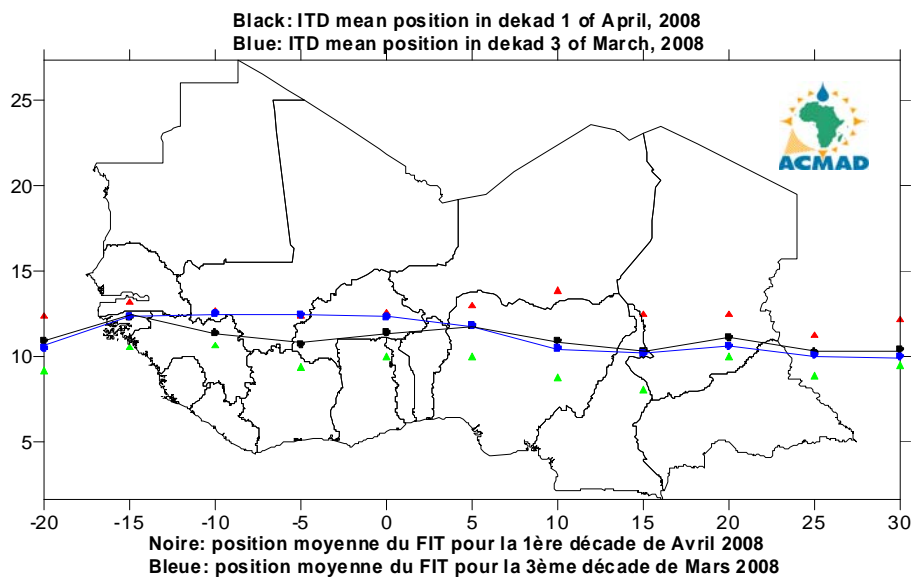 Black: ITD mean position in dekad 1 of April, 2008
Blue: ITD mean position in dekad 3 of March, 2008
25
20
15
10
5
ACMAD
-20 -15 -10 -5 0 5 10 15 20 25 30
Noire: position moyenne du FIT pour la 1ère décade de Avril 2008
Bleue: position moyenne du FIT pour la 3ème décade de Mars 2008